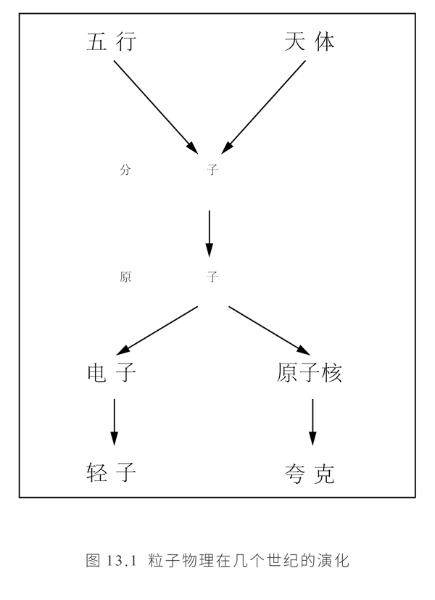 五行 天体
分子
原子
电子 原子核
轻子 夸克
图 13.1 粒子物理在几个世纪的演化